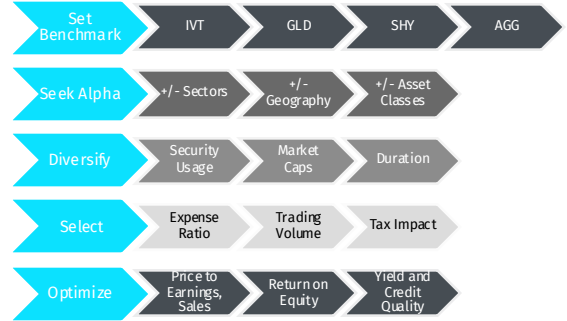 Set
Benchmark
IVT
GLD
SHY
AGG
Seek Alpha
+/- Sectors
+/-
Geography
+/- Asset
Classes
Diversify
Security
Usage
Market
Caps
Duration
Select
Expense
Ratio
Trading
Volume
Tax Impact
Optimize
Price to
Earnings,
Sales
Return on
Equity
Yield and
Credit
Quality